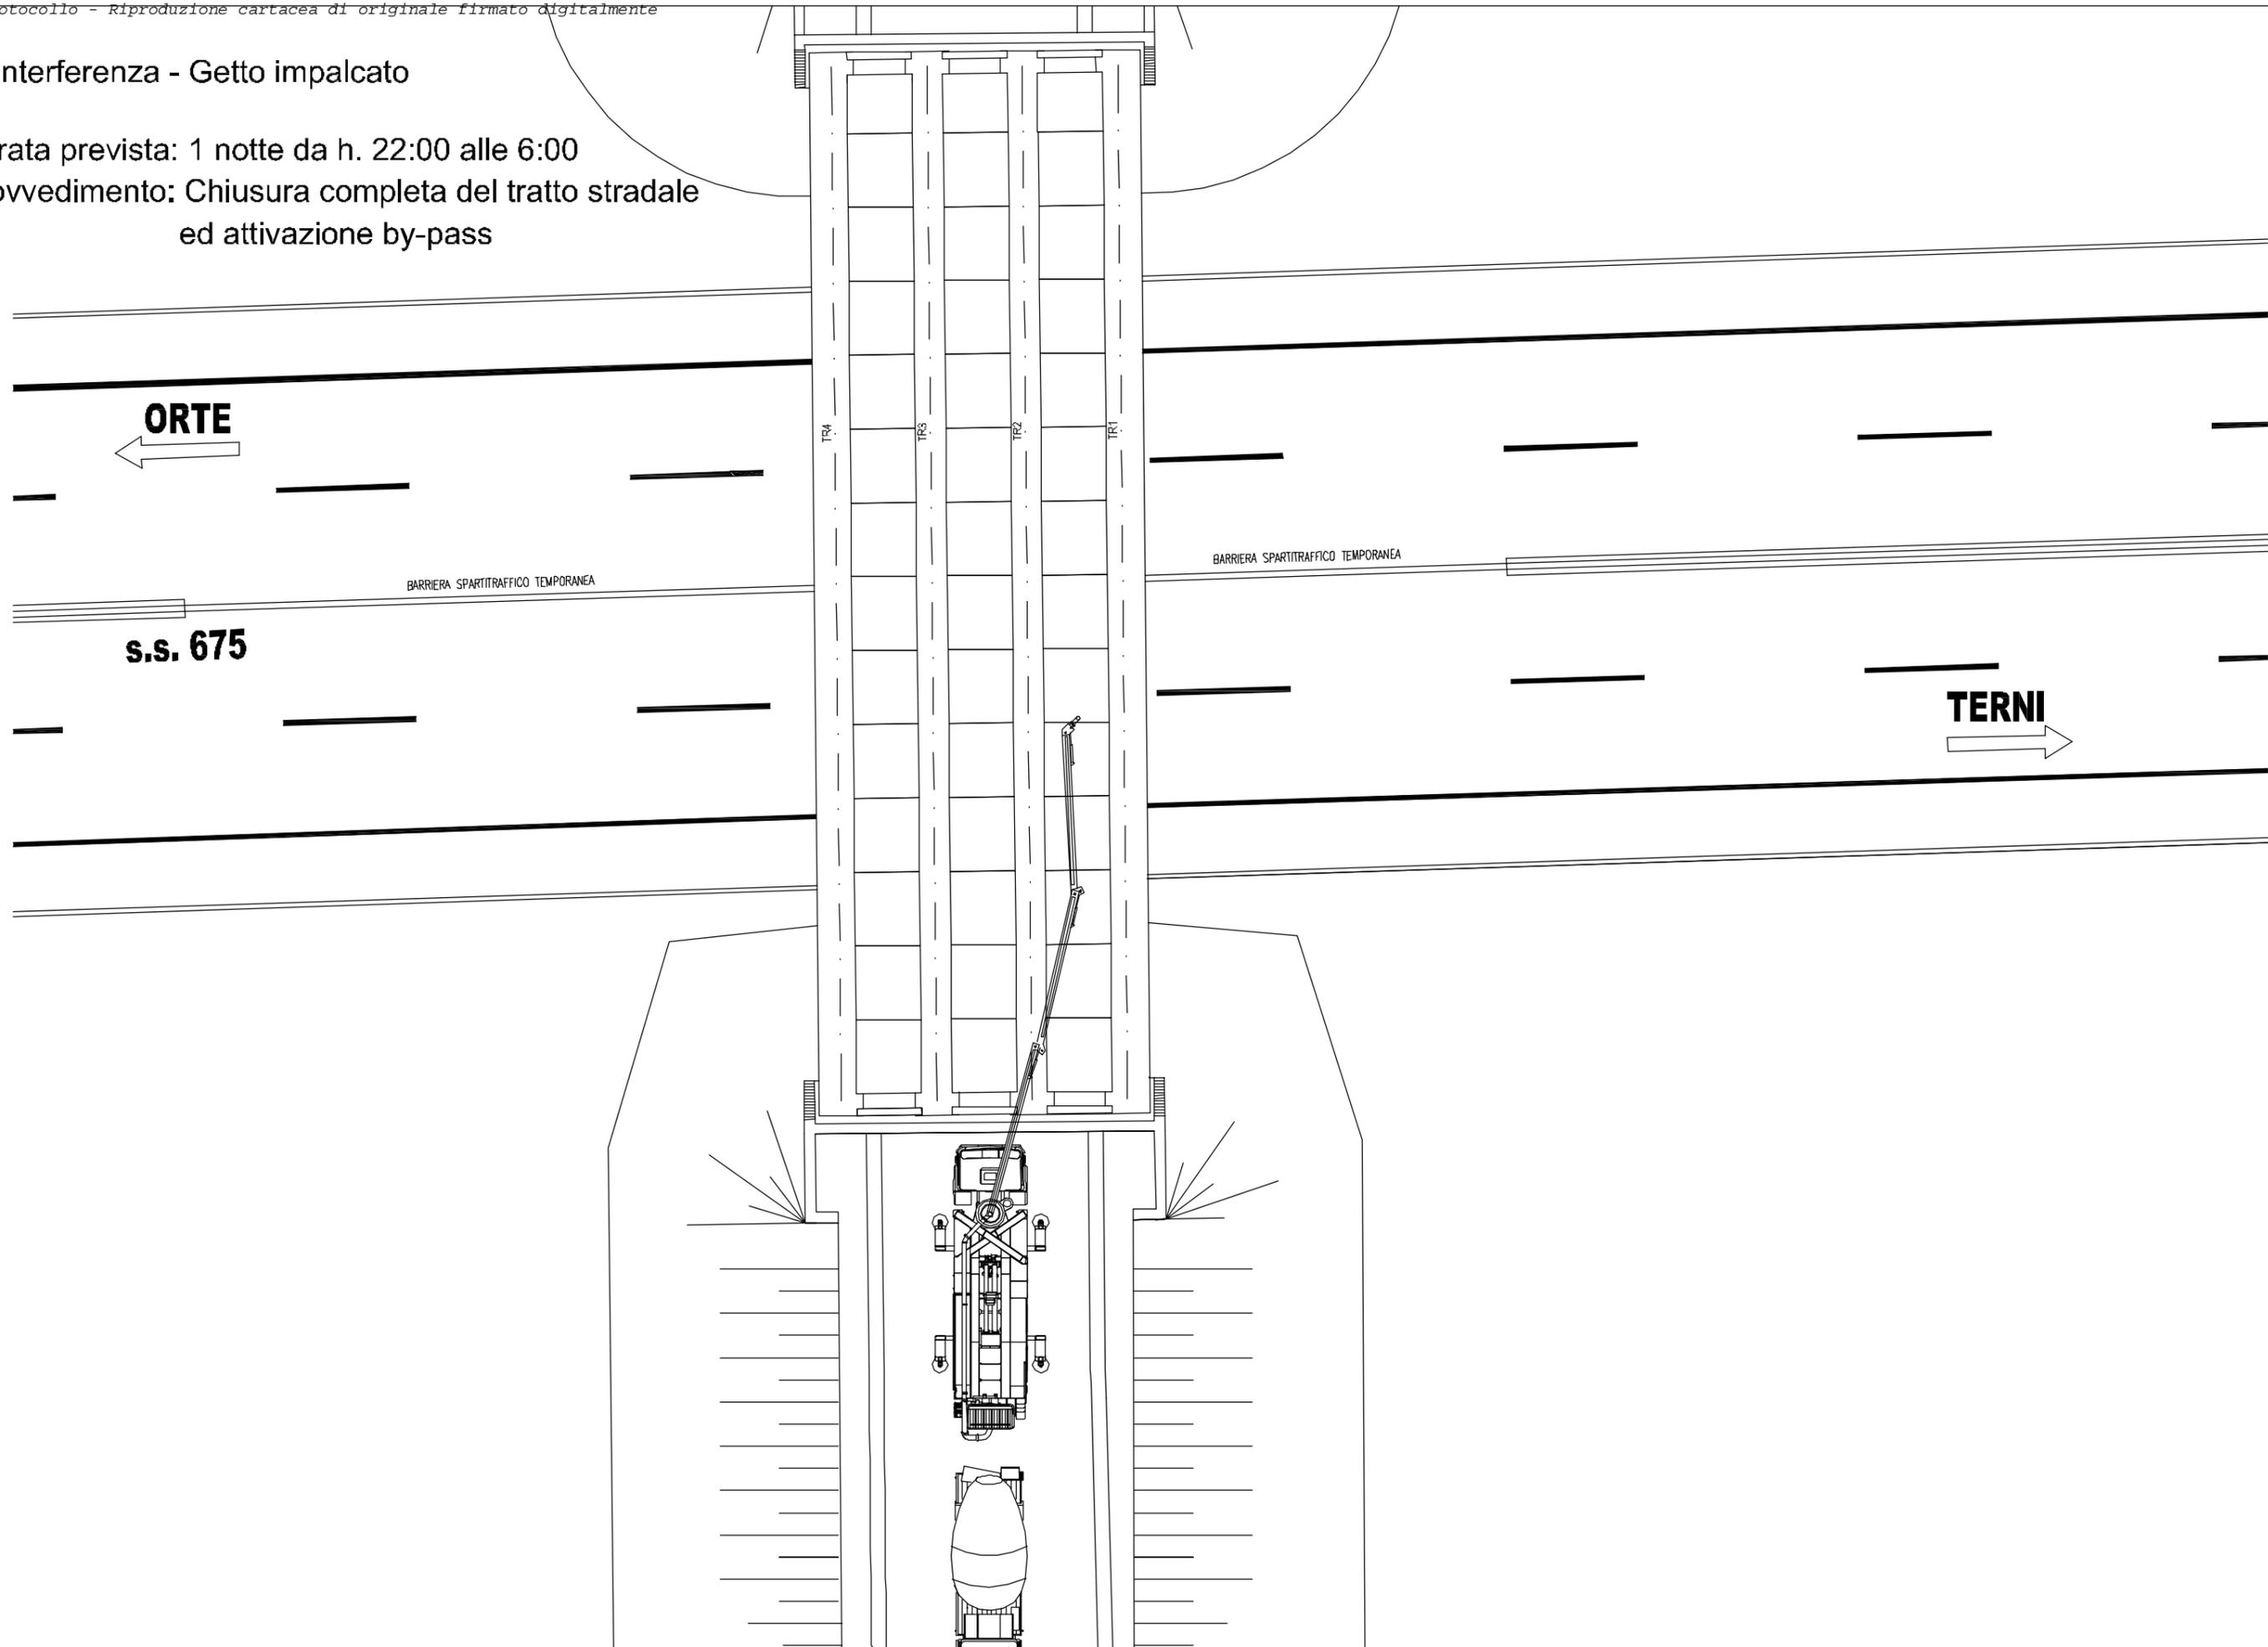 otocollo - Riproduzione cartacea di originale firmato digitalmente
nterferenza - Getto impalcato
rata prevista: 1 notte da h. 22:00 alle 6:00
ovvedimento: Chiusura completa del tratto stradale
ed attivazione by-pass
ORTE
TR4
TR3
TR2
TR1
BARRIERA SPARTITRAFFICO TEMPORANEA
BARRIERA SPARTITRAFFICO TEMPORANEA
s.s. 675
TERNI